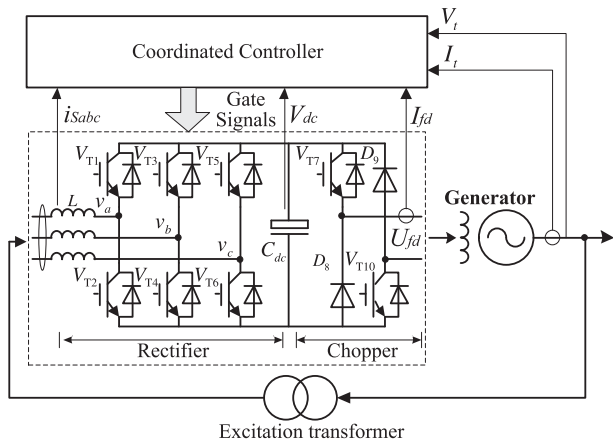 Coordinated Controller
V_t
I_t
i_Sabc
Gate
Signals
V_dc
I_fd
V_T1
V_T3
V_T5
V_T7
D_9
Generator
L
v_a
v_b
v_c
C_dc
U_fd
D_8
V_T2
V_T4
V_T6
V_T10
Rectifier
Chopper
Excitation transformer